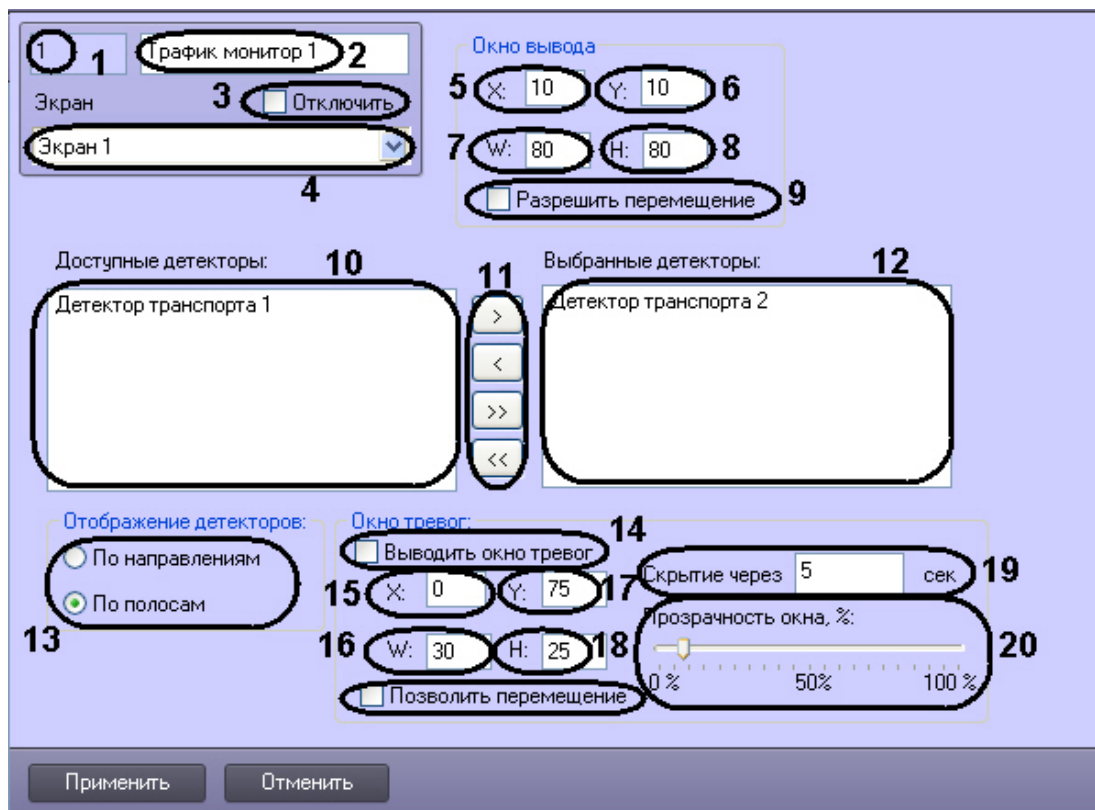 1 1 Трафик монитор 1 2
Экран 3 Отключить
Экран 1
4
Окно вывода
5 X: 10 Y: 10 6
7 W: 80 H: 80 8
Разрешить перемещение 9
Доступные детекторы: 10 11 Выбранные детекторы: 12
Детектор транспорта 1 > Детектор транспорта 2
<
>>
<<
Отображение детекторов:
По направлениям
По полосам
13
Окно тревог:
Выводить окно тревог 14
15 X: 0 Y: 75 17
16 W: 30 H: 25 18
Позволить перемещение
Скрытие через 5 сек 19
Прозрачность окна, %:
20
0 % 50% 100 %
Применить Отменить